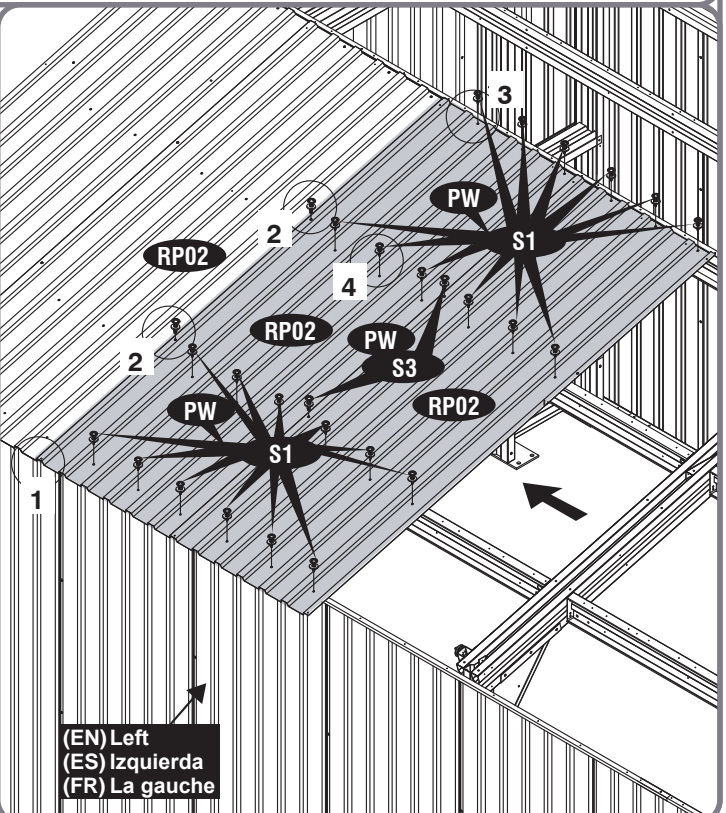 3
PW
2
S1
RP02
4
RP02
PW
2
S3
RP02
PW
S1
1
(EN) Left
(ES) Izquierda
(FR) La gauche